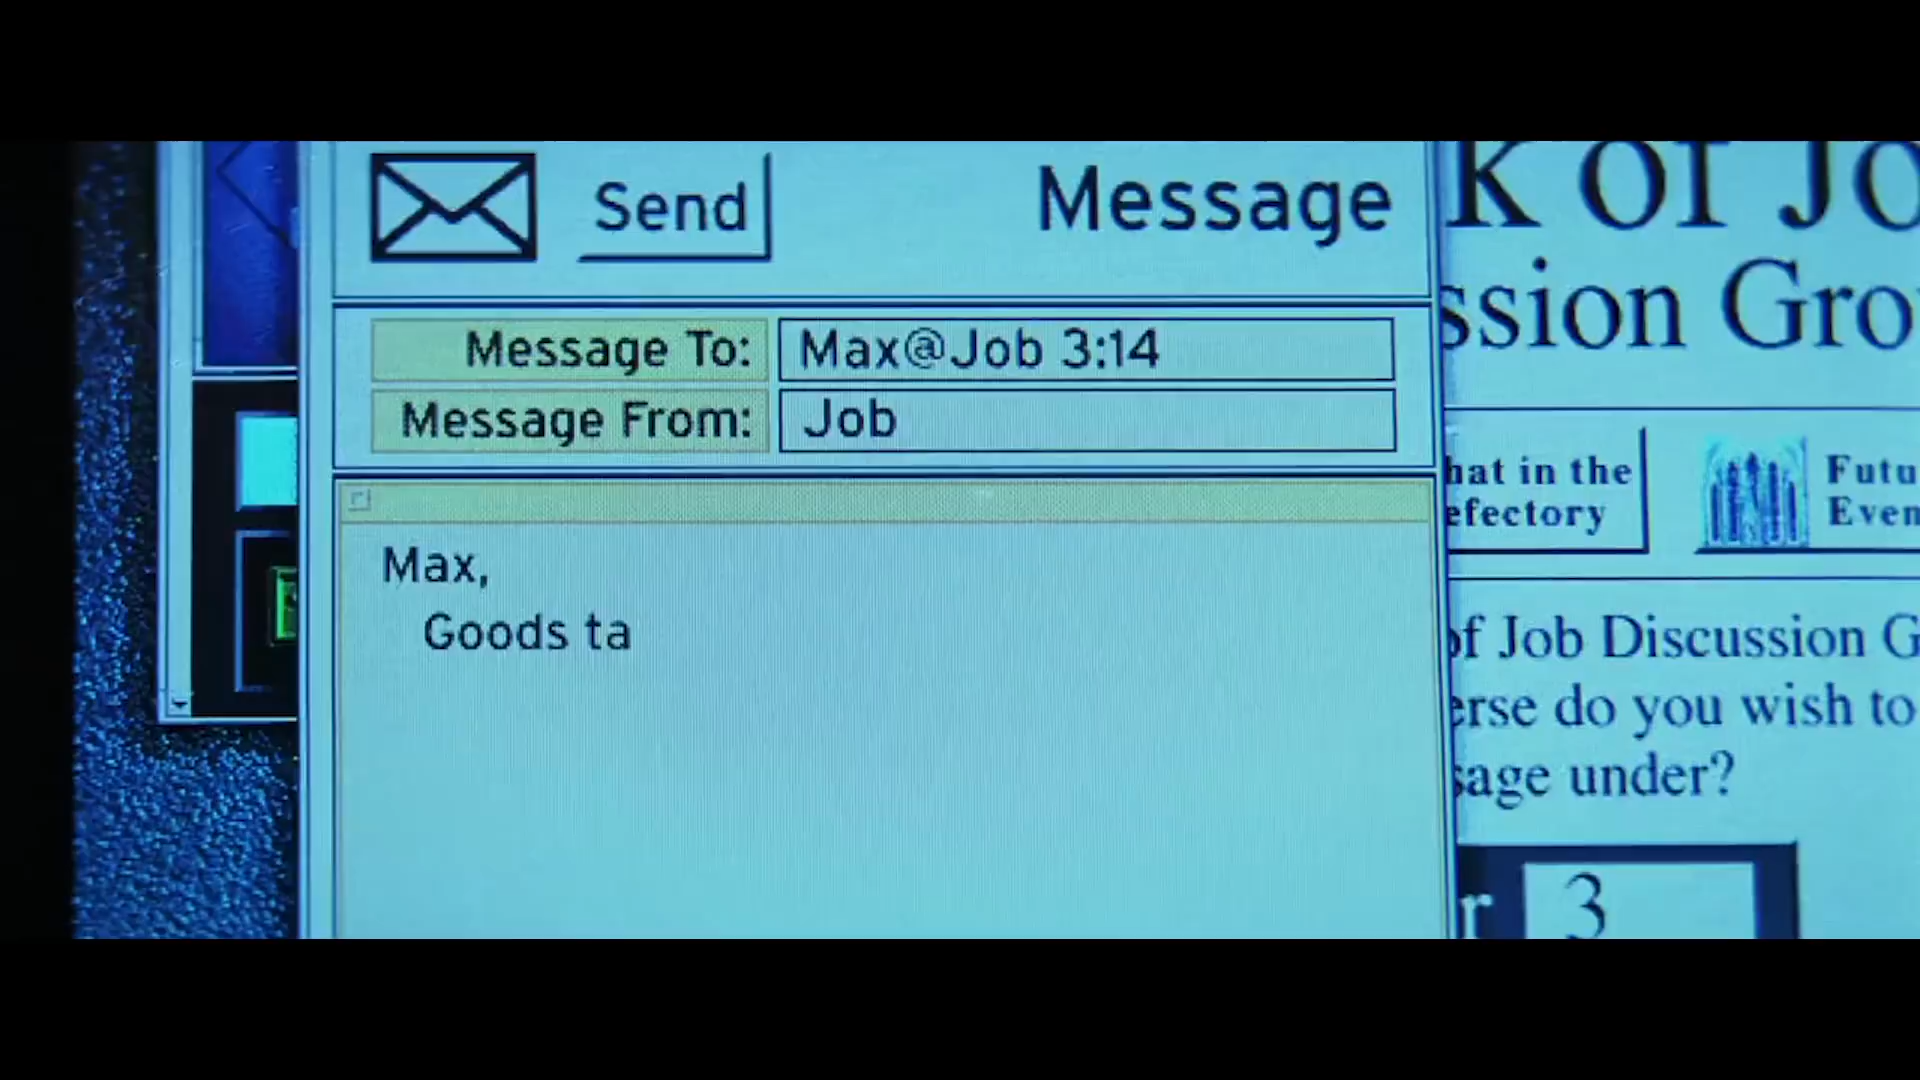 Send
Message
Message To: Max@Job 3:14
Message From: Job
Max,
Goods ta
k of Jo
ssion Gro
hat in the
efectory
Futu
Even
of Job Discussion G
erse do you wish to
sage under?
r 3